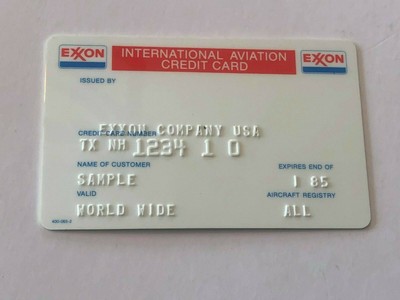 EXXON INTERNATIONAL AVIATION EXXON
CREDIT CARD
ISSUED BY
EXXON COMPANY USA
CREDIT CARD NUMBER
TX NH 1234 1 0
NAME OF CUSTOMER EXPIRES END OF
SAMPLE 1 85
VALID AIRCRAFT REGISTRY
WORLD WIDE ALL